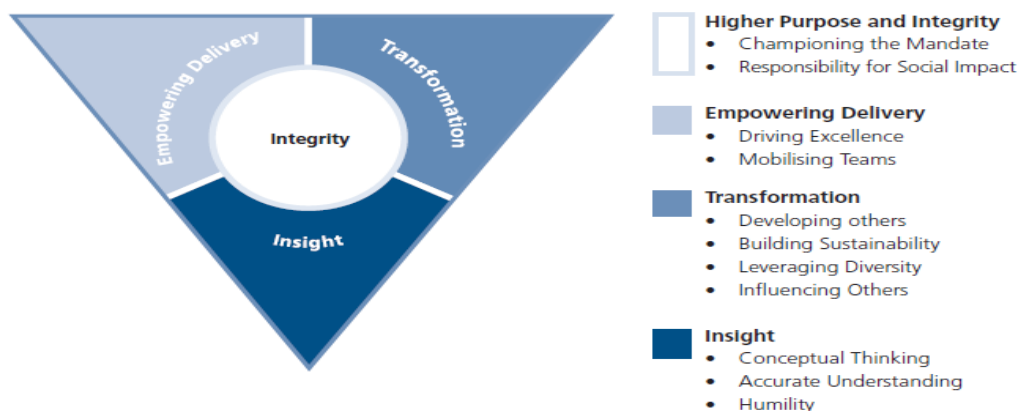 Empowering Delivery
Transformation
Integrity
Insight
Higher Purpose and Integrity
• Championing the Mandate
• Responsibility for Social Impact
Empowering Delivery
• Driving Excellence
• Mobilising Teams
Transformation
• Developing others
• Building Sustainability
• Leveraging Diversity
• Influencing Others
Insight
• Conceptual Thinking
• Accurate Understanding
• Humility